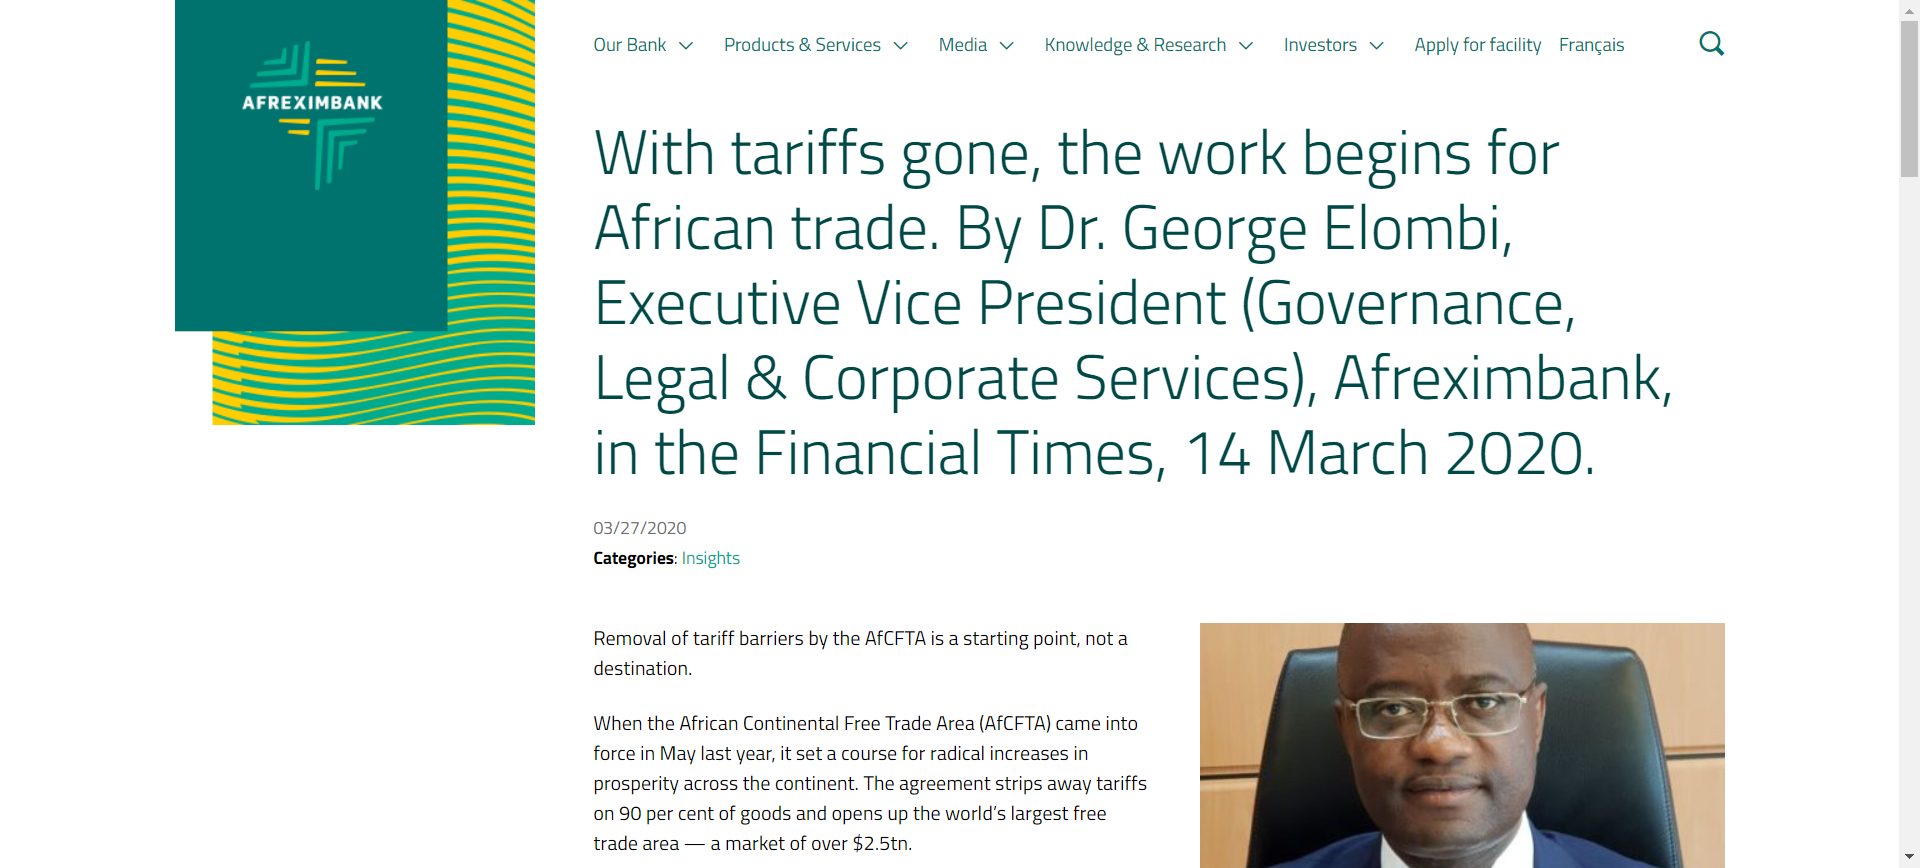 AFREXIMBANK
Our Bank
Products & Services
Media
Knowledge & Research
Investors
Apply for facility
Français
With tariffs gone, the work begins for
African trade. By Dr. George Elombi,
Executive Vice President (Governance,
Legal & Corporate Services), Afreximbank,
in the Financial Times, 14 March 2020.
03/27/2020
Categories: Insights
Removal of tariff barriers by the AfCFTA is a starting point, not a
destination.
When the African Continental Free Trade Area (AfCFTA) came into
force in May last year, it set a course for radical increases in
prosperity across the continent. The agreement strips away tariffs
on 90 per cent of goods and opens up the world’s largest free
trade area — a market of over $2.5tn.